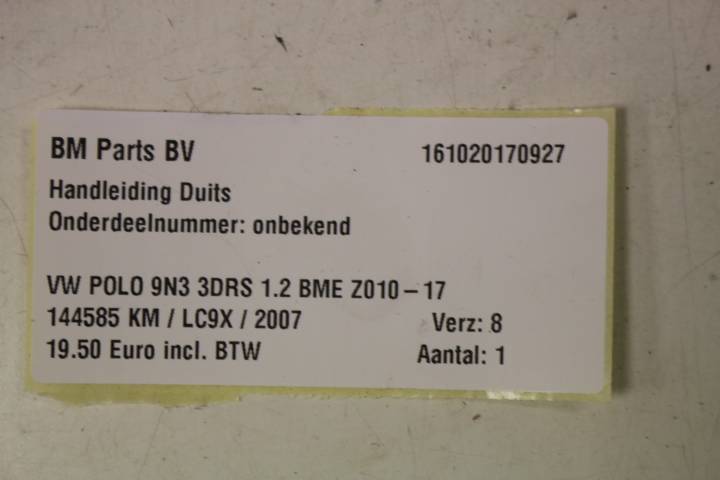 BM Parts BV 161020170927
Handleiding Duits
Onderdeelnummer: onbekend
VW POLO 9N3 3DRS 1.2 BME Z010 – 17
144585 KM / LC9X / 2007 Verz: 8
19.50 Euro incl. BTW Aantal: 1